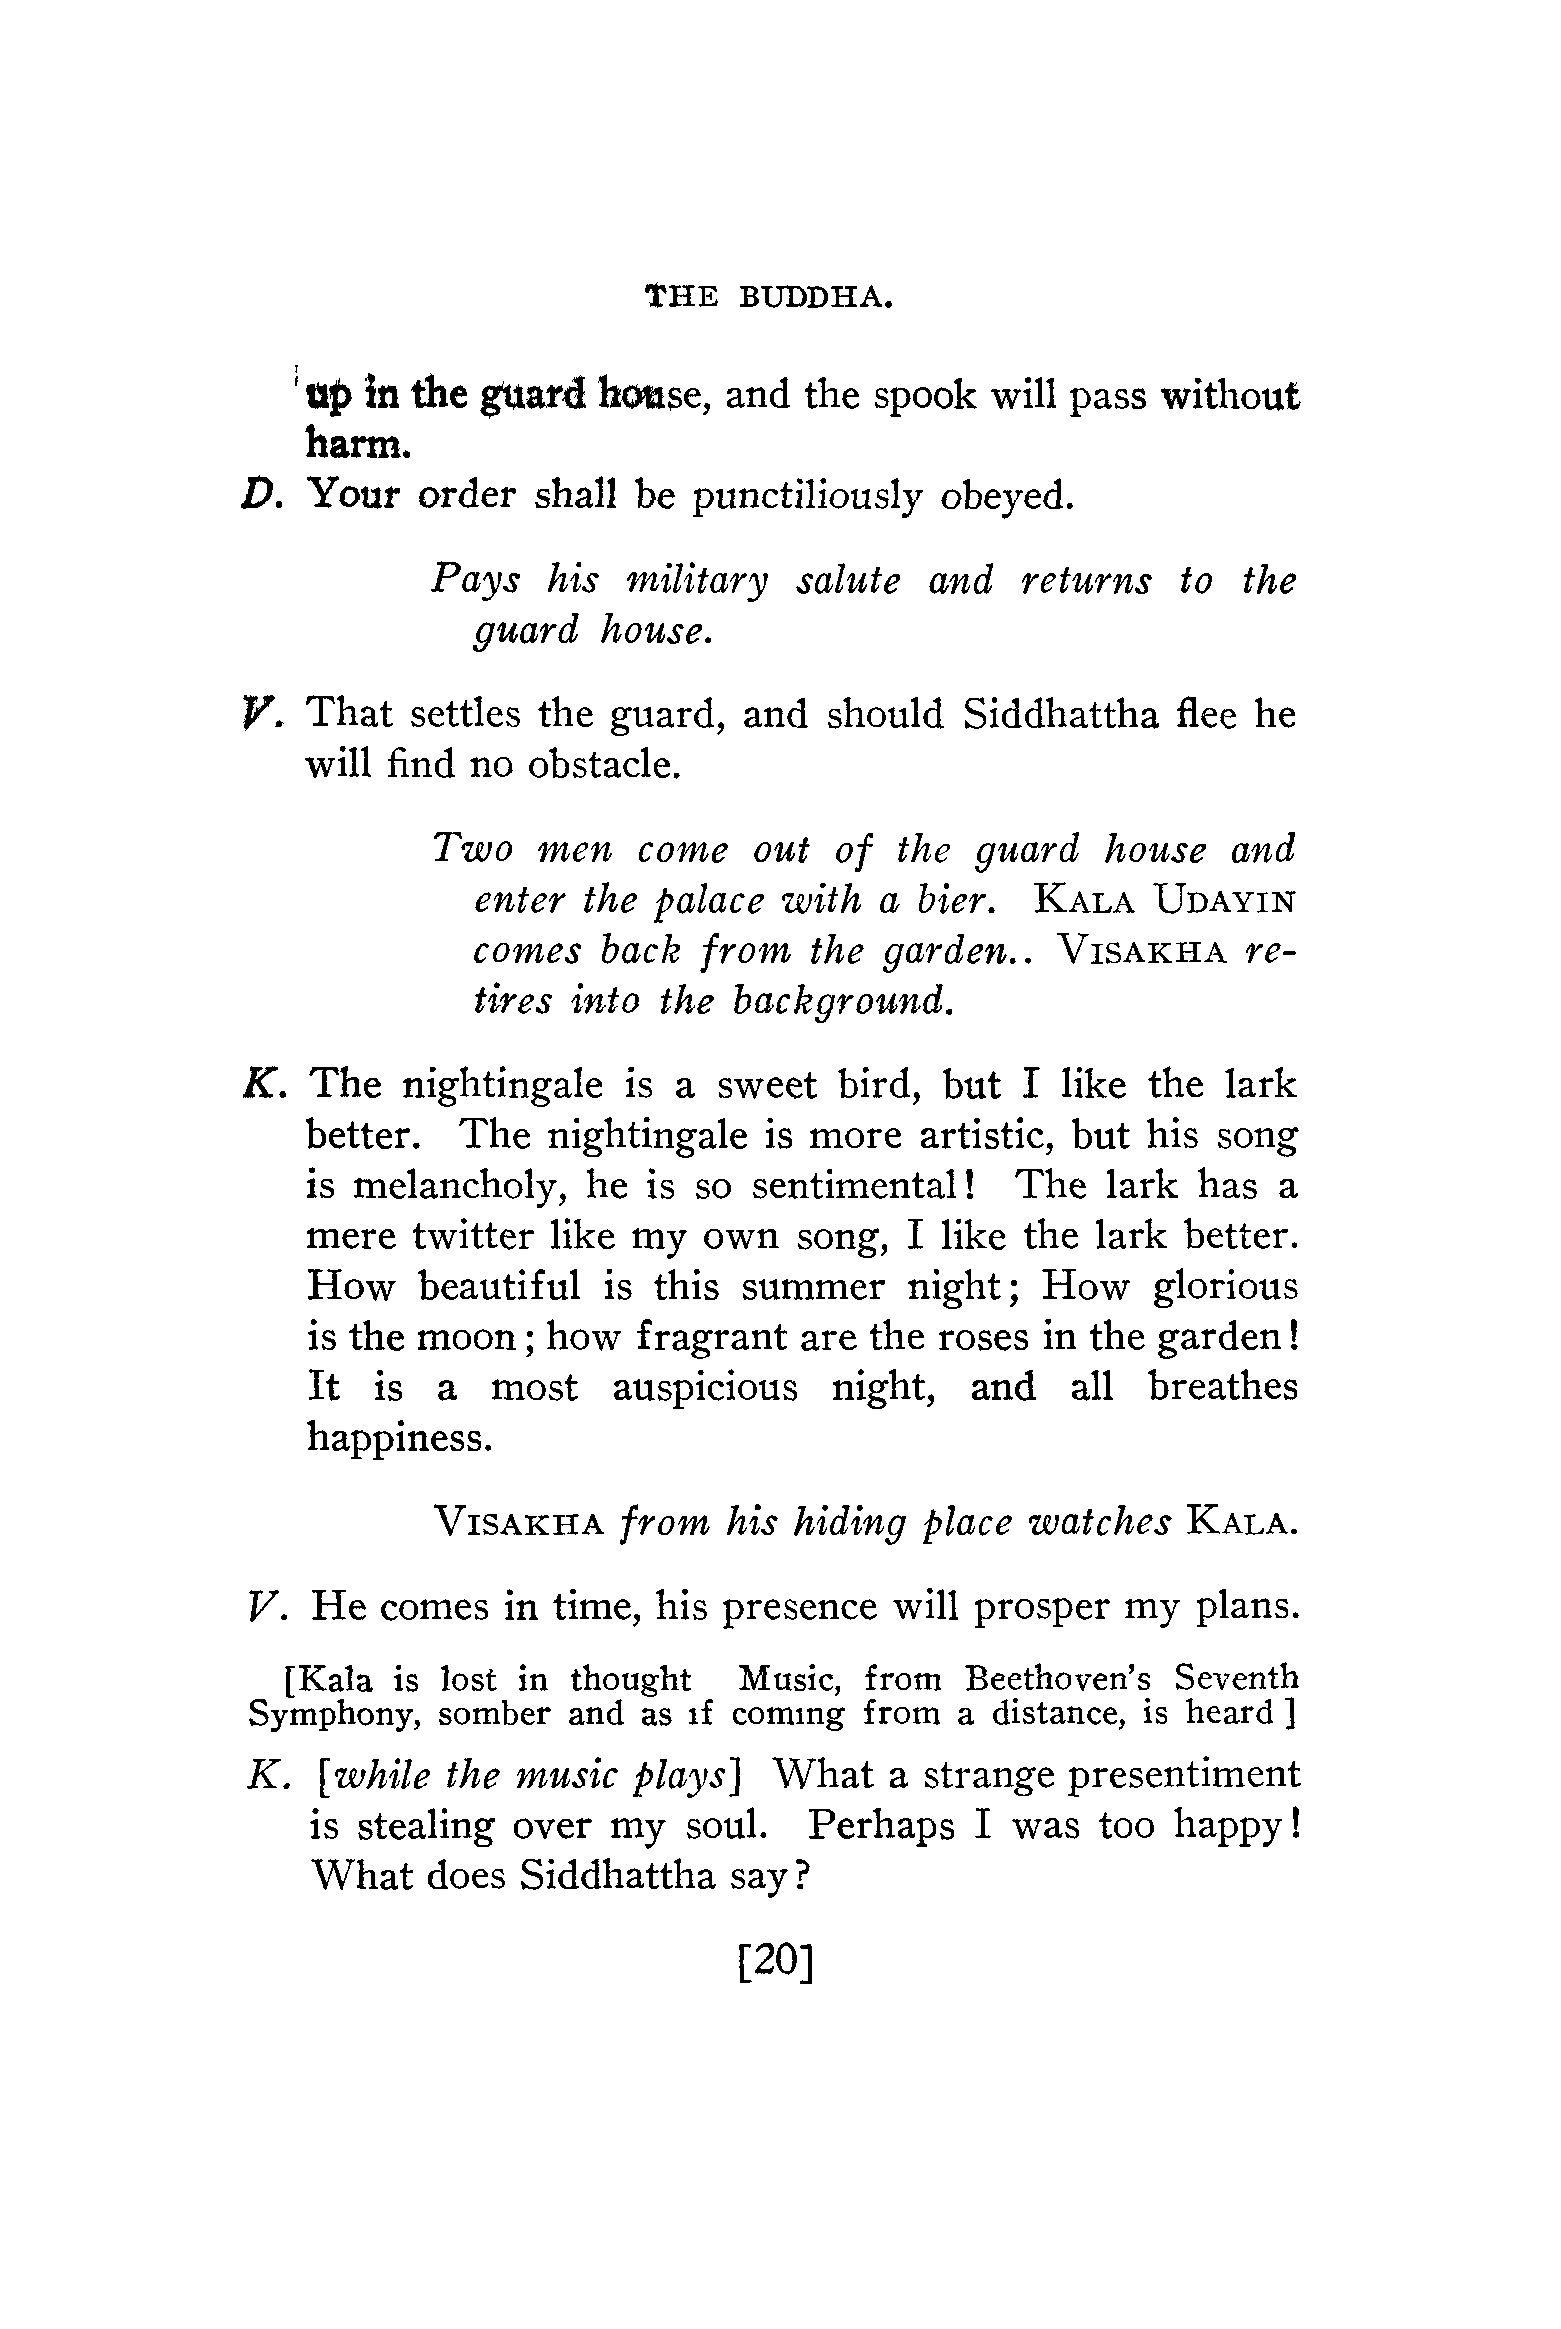 THE BUDDHA.
up in the guard house, and the spook will pass without
harm.
D. Your order shall be punctiliously obeyed.
Pays his military salute and returns to the
guard house.
V. That settles the guard, and should Siddhattha flee he
will find no obstacle.
Two men come out of the guard house and
enter the palace with a bier. KALA UDAYIN
comes back from the garden.. VISAKHA re-
tires into the background.
K. The nightingale is a sweet bird, but I like the lark
better. The nightingale is more artistic, but his song
is melancholy, he is so sentimental! The lark has a
mere twitter like my own song, I like the lark better.
How beautiful is this summer night; How glorious
is the moon; how fragrant are the roses in the garden!
It is a most auspicious night, and all breathes
happiness.
VISAKHA from his hiding place watches KALA.
V. He comes in time, his presence will prosper my plans.
[Kala is lost in thought Music, from Beethoven's Seventh
Symphony, somber and as if coming from a distance, is heard ]
K. [while the music plays] What a strange presentiment
is stealing over my soul. Perhaps I was too happy!
What does Siddhattha say?
[20]